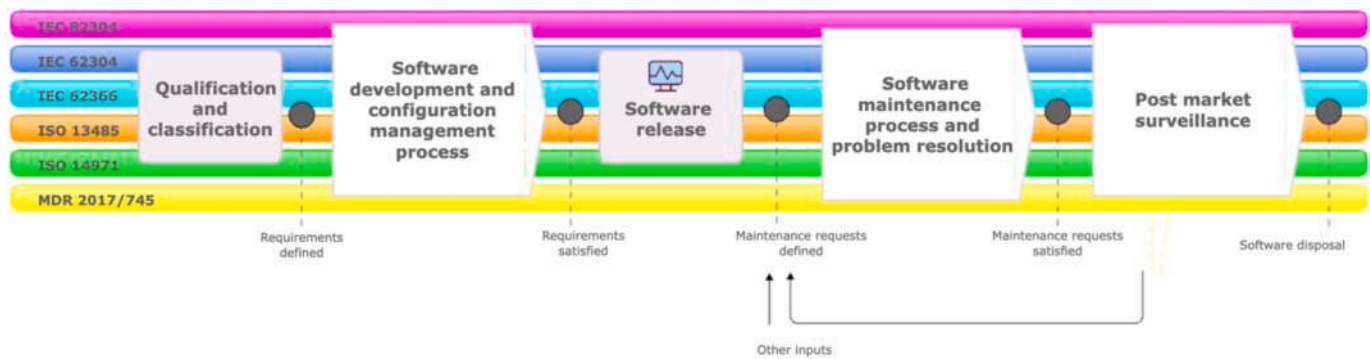 IEC 82304
IEC 62304
IEC 62366
ISO 13485
ISO 14971
MDR 2017/745
Qualification
and
classification
Software
development and
configuration
management
process
Software
release
Software
maintenance
process and
problem resolution
Post market
surveillance
Requirements
defined
Requirements
satisfied
Maintenance requests
defined
Maintenance requests
satisfied
Software disposal
Other inputs